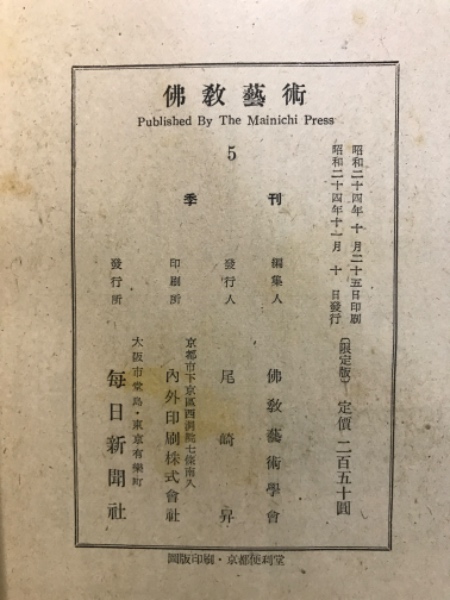 佛教藝術
Published By The Mainichi Press
5
季刊
昭和二十四年十月二十五日印刷
昭和二十四年十一月十日發行
(限定版) 定價 二百五十圓
編集人 佛教藝術學會
發行人 尾崎昇
京都市下京區西洞院七條南入
印刷所 內外印刷株式會社
大阪市堂島・東京有樂町
發行所 每日新聞社
圖版印刷・京都便利堂